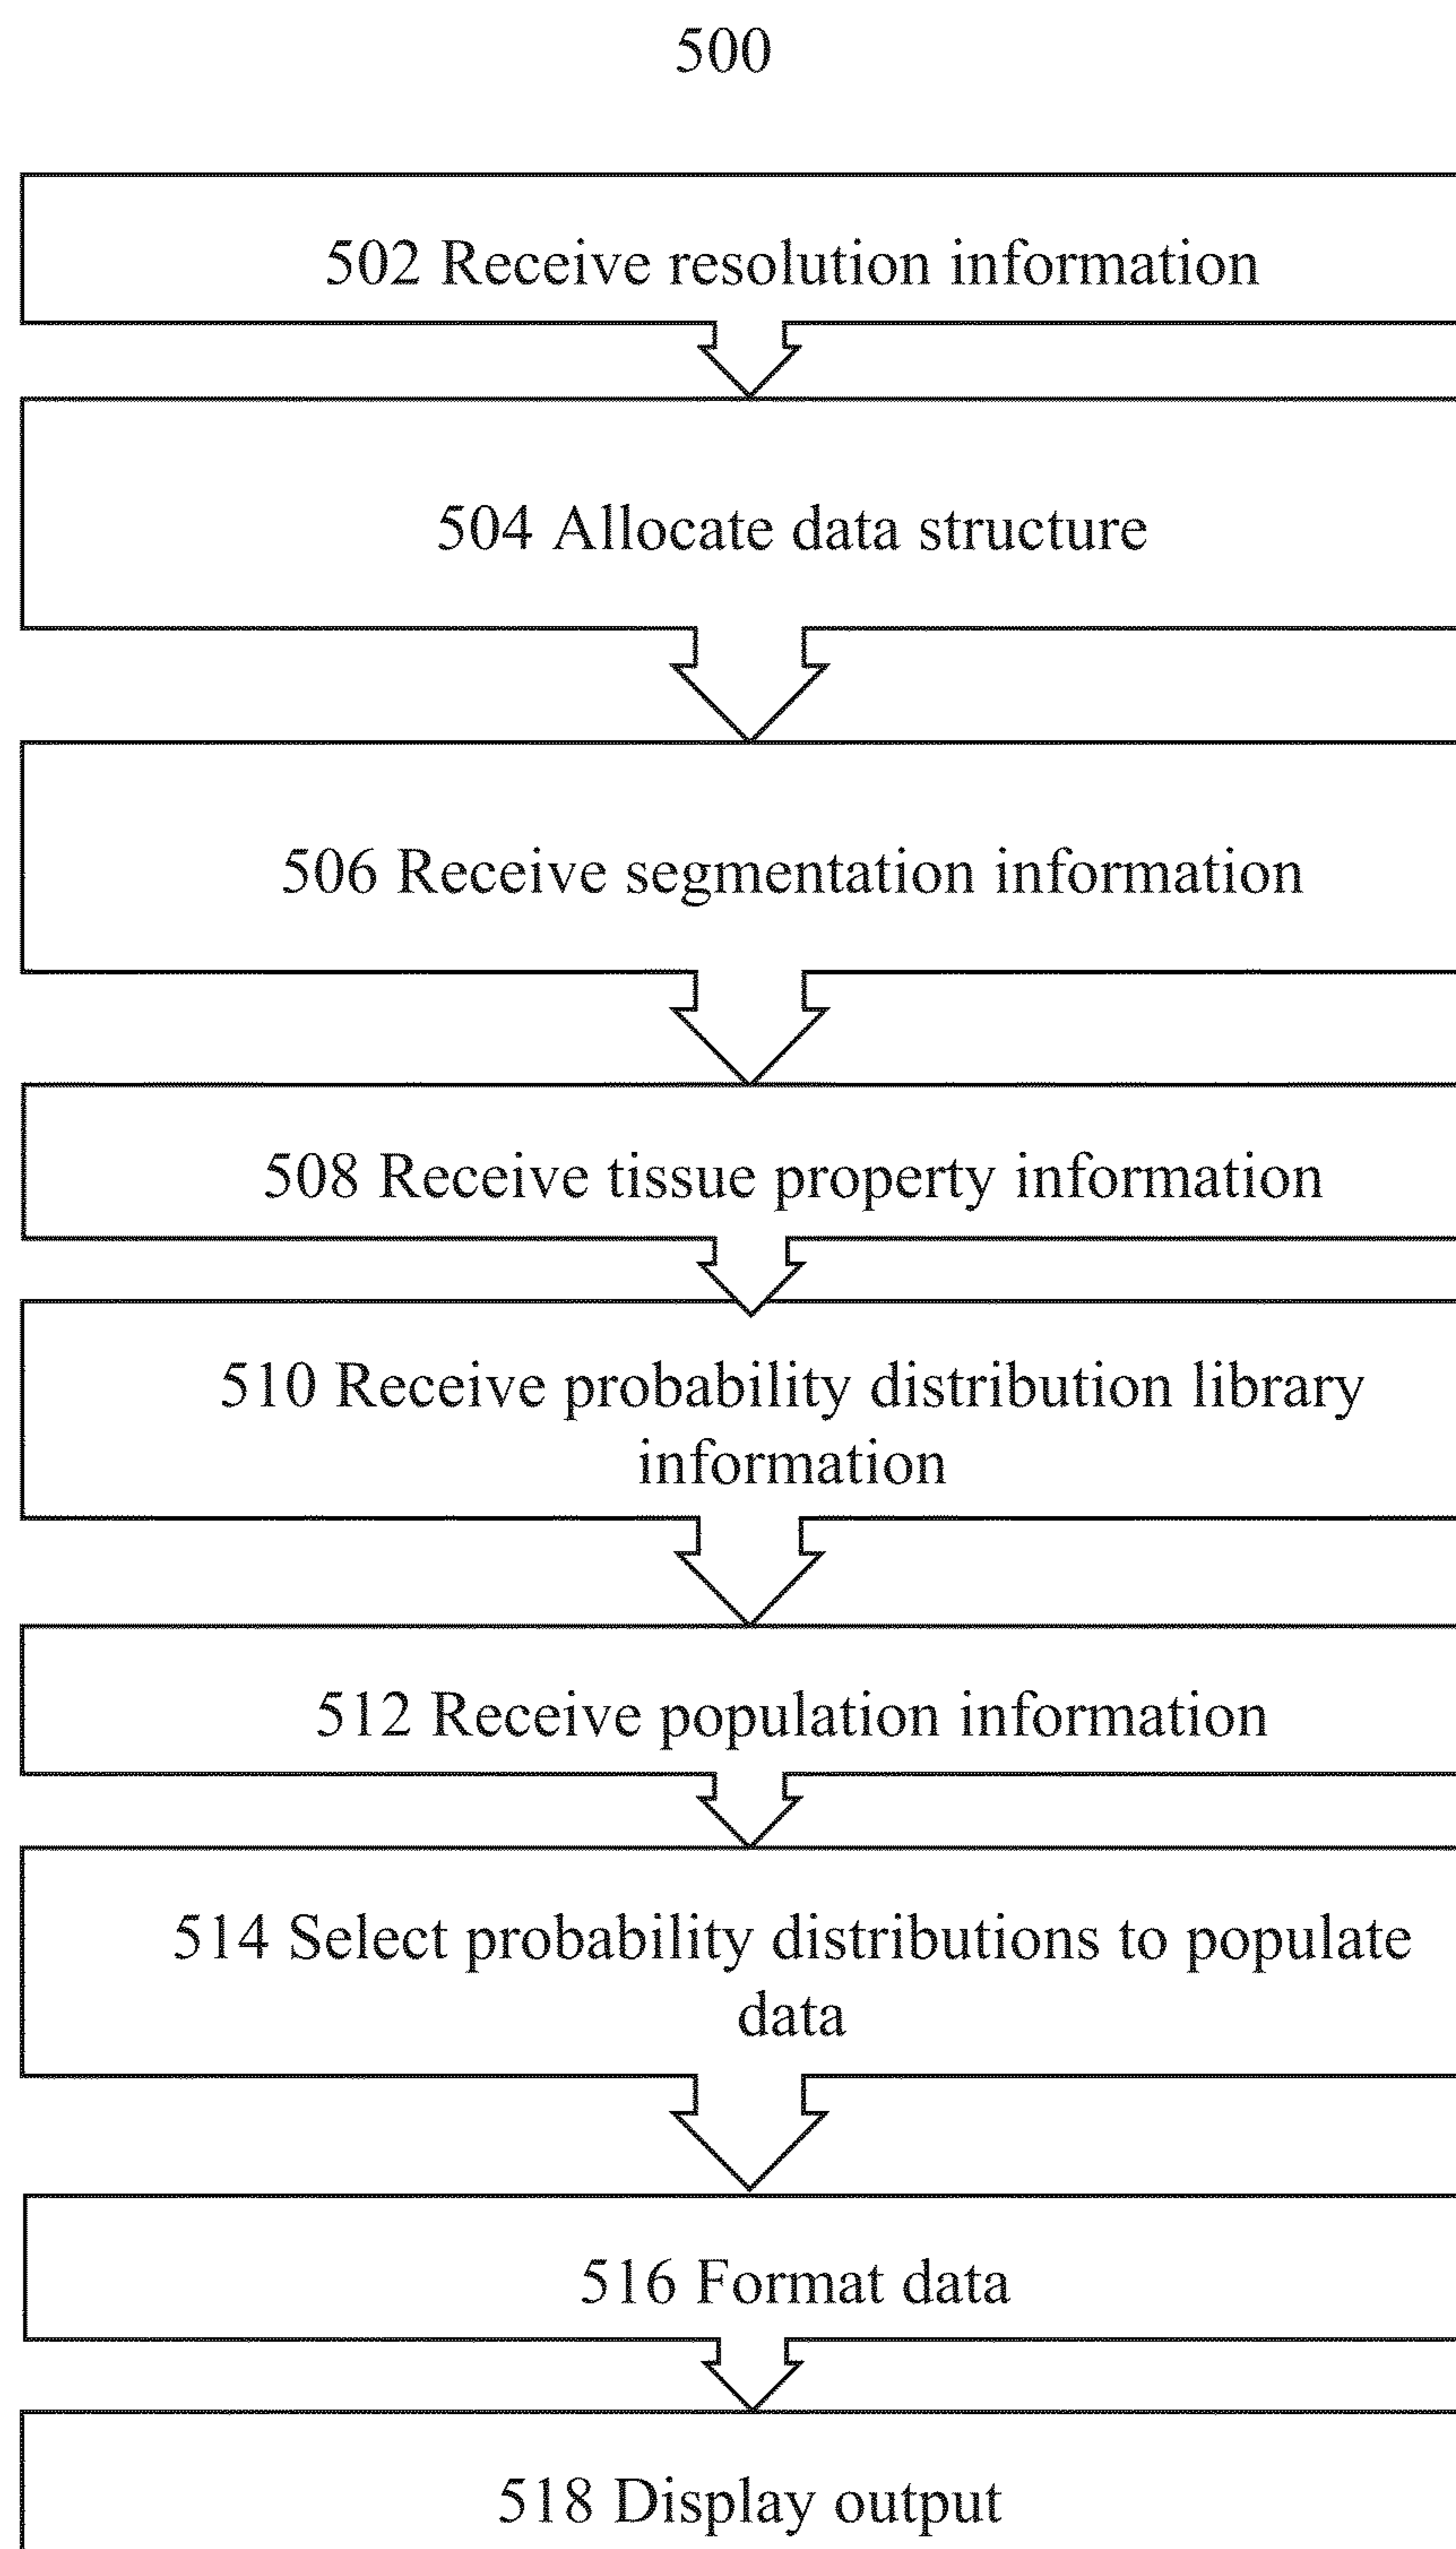 500
502 Receive resolution information
504 Allocate data structure
506 Receive segmentation information
508 Receive tissue property information
510 Receive probability distribution library
information
512 Receive population information
514 Select probability distributions to populate
data
516 Format data
518 Display output